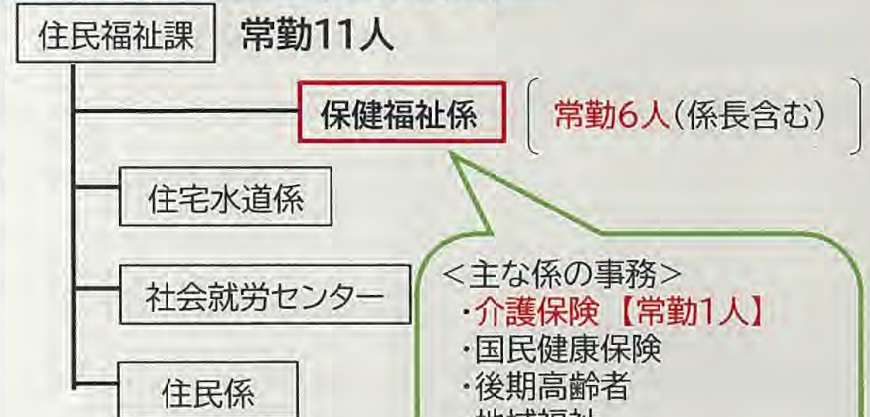 住民福祉課 常勤11人
保健福祉係 常勤6人(係長含む)
住宅水道係
社会就労センター
住民係
<主な係の事務>
・介護保険【常勤1人】
・国民健康保険
・後期高齢者